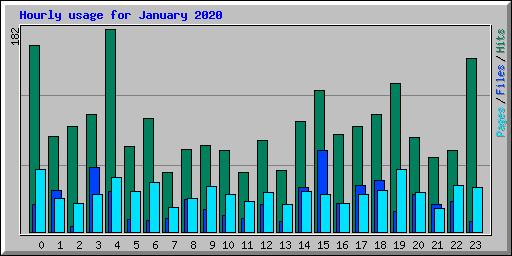 Hourly usage for January 2020
182
Pages / Files / Hits
0 1 2 3 4 5 6 7 8 9 10 11 12 13 14 15 16 17 18 19 20 21 22 23